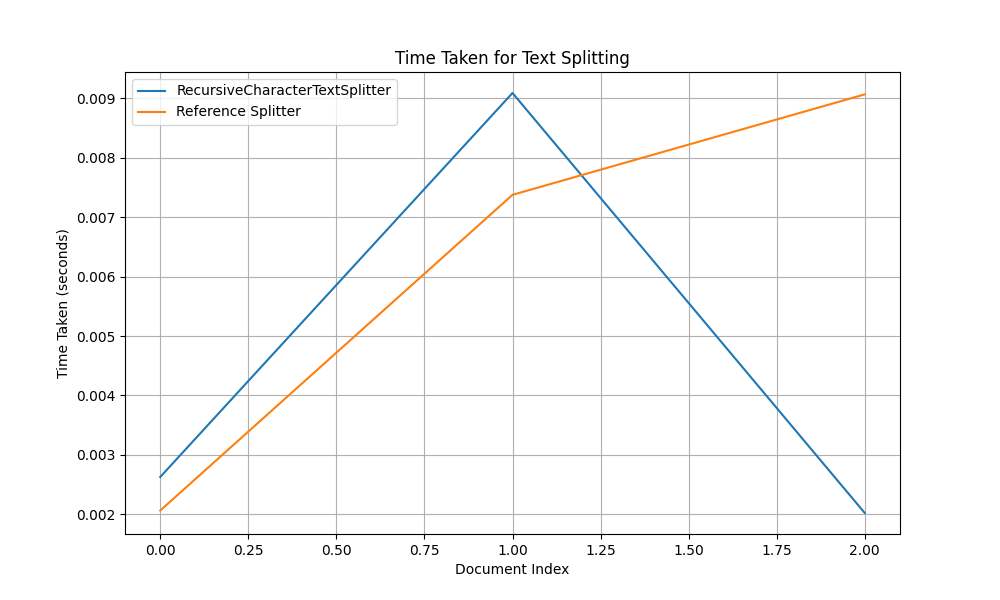 Time Taken for Text Splitting
RecursiveCharacterTextSplitter
Reference Splitter
Time Taken (seconds)
0.009
0.008
0.007
0.006
0.005
0.004
0.003
0.002
0.00 0.25 0.50 0.75 1.00 1.25 1.50 1.75 2.00
Document Index